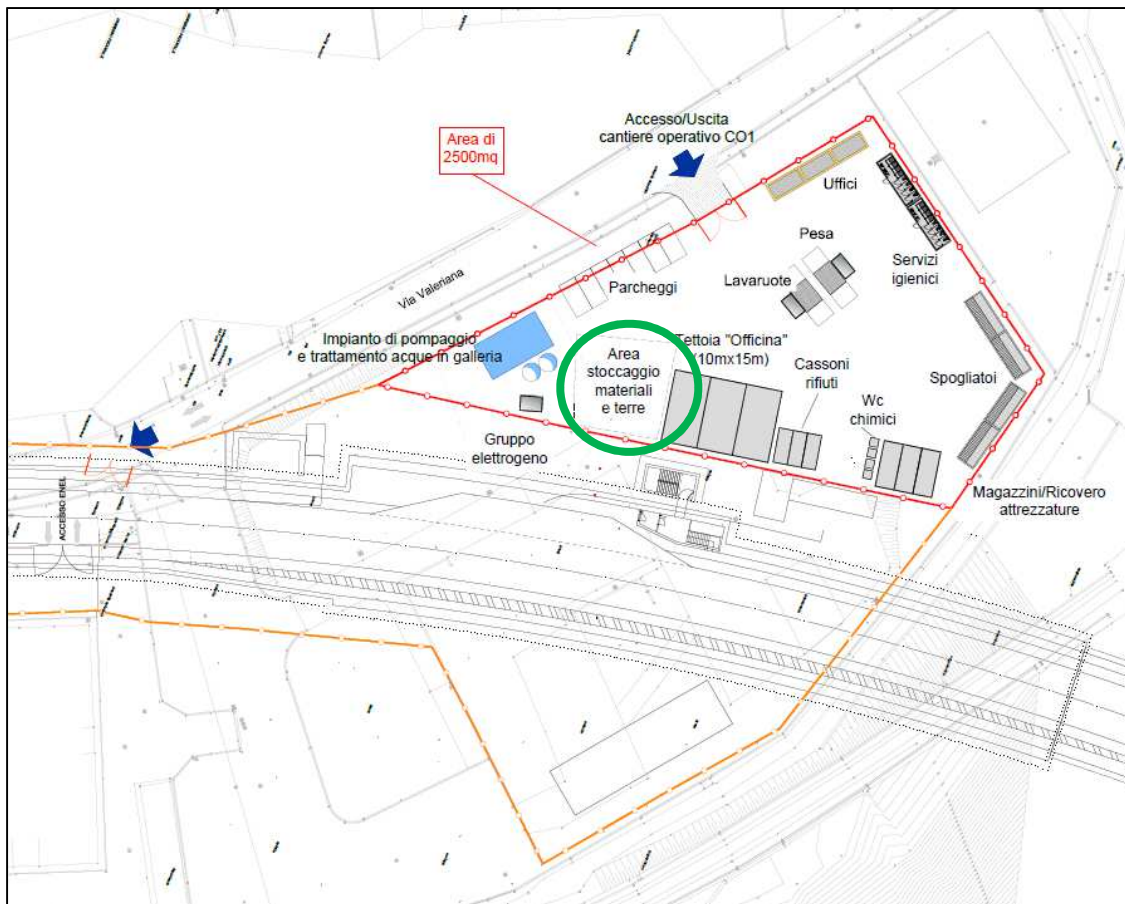 Accesso/Uscita
cantiere operativo CO1
Area di
2500mq
Uffici
Pesa
Servizi
igienici
Lavaruote
Parcheggi
Via Valeriana
Impianto di pompaggio
e trattamento acque in galleria
Area
stoccaggio
materiali
e terre
Tettoia "Officina"
(10mx15m)
Cassoni
rifiuti
Spogliatoi
Wc
chimici
Gruppo
elettrogeno
Magazzini/Ricovero
attrezzature
ACCESSO ENEL